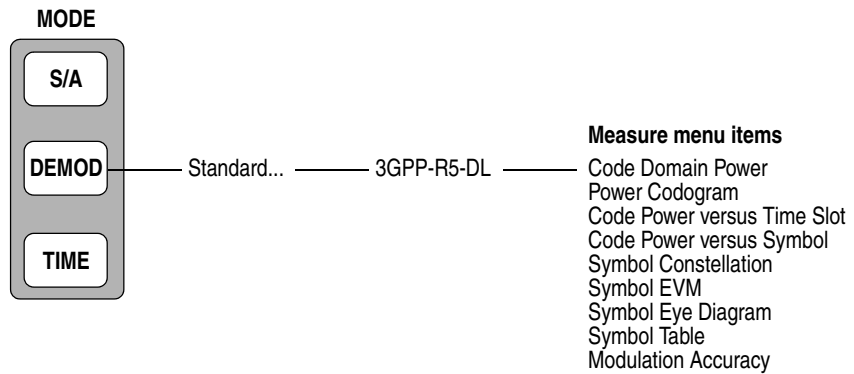 MODE
S/A
DEMOD
Standard...
3GPP-R5-DL
TIME
Measure menu items
Code Domain Power
Power Codogram
Code Power versus Time Slot
Code Power versus Symbol
Symbol Constellation
Symbol EVM
Symbol Eye Diagram
Symbol Table
Modulation Accuracy